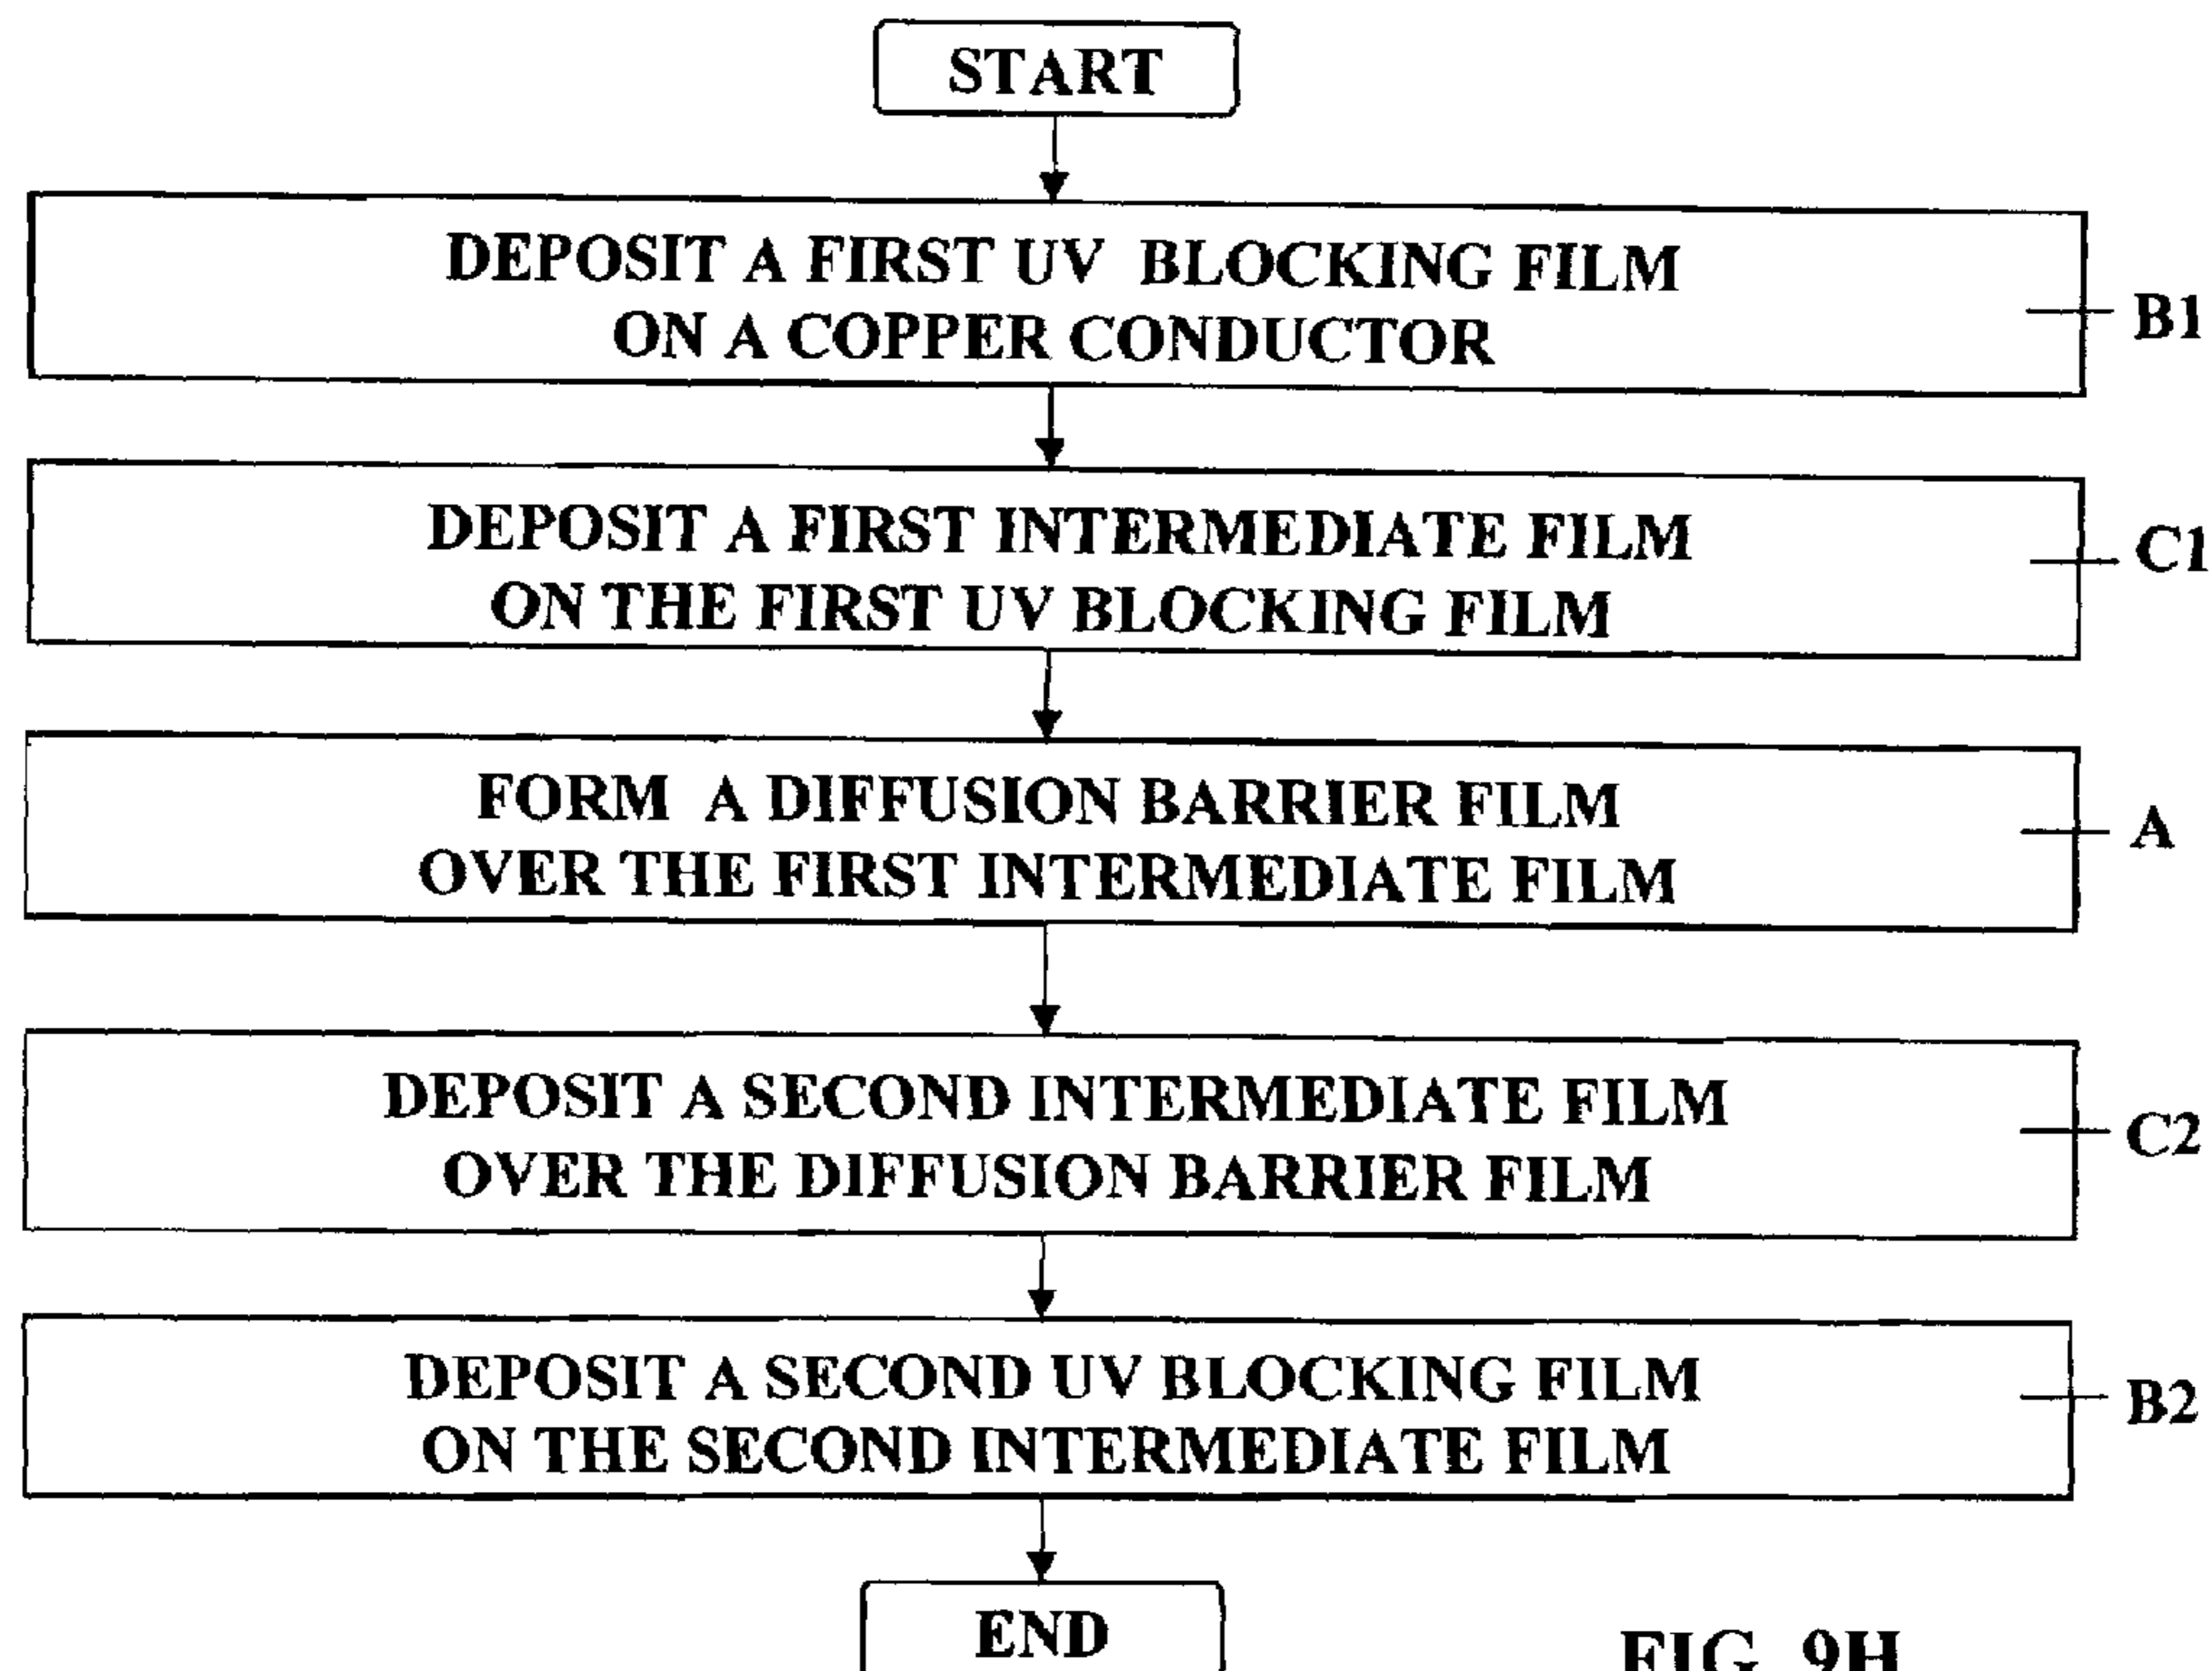 START
DEPOSIT A FIRST UV BLOCKING FILM
ON A COPPER CONDUCTOR
B1
DEPOSIT A FIRST INTERMEDIATE FILM
ON THE FIRST UV BLOCKING FILM
C1
FORM A DIFFUSION BARRIER FILM
OVER THE FIRST INTERMEDIATE FILM
A
DEPOSIT A SECOND INTERMEDIATE FILM
OVER THE DIFFUSION BARRIER FILM
C2
DEPOSIT A SECOND UV BLOCKING FILM
ON THE SECOND INTERMEDIATE FILM
B2
END
FIG. 9H